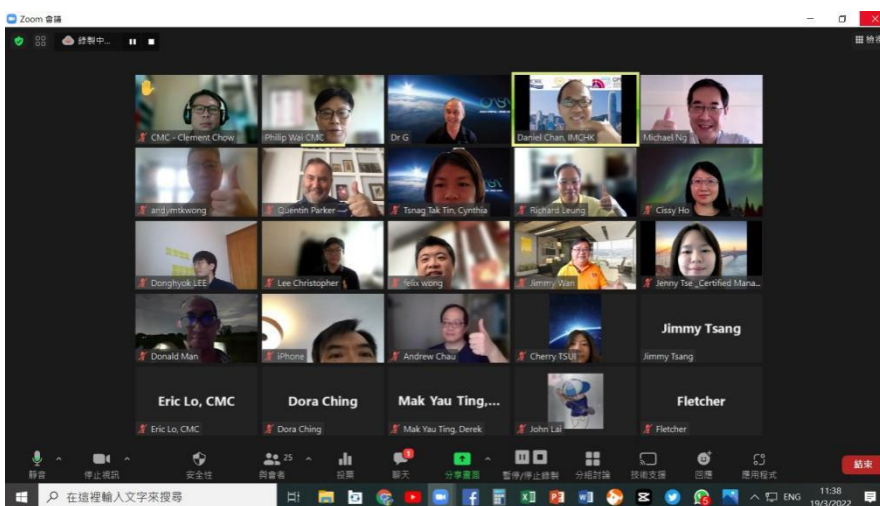 Zoom 會議
錄製中...
檢視
CMC - Clement Chow
Philip Wai CMC
Dr G
Daniel Chan, IMCHK
Michael Ng
andymtkwong
Quentin Parker
Tsnag Tak Tin, Cynthia
Richard Leung
Cissy Ho
Donghyok LEE
Lee Christopher
felix wong
Jimmy Wan
Jenny Tse _Certified Mana...
Donald Man
iPhone
Andrew Chau
Cherry TSUI
Jimmy Tsang
Jimmy Tsang
Eric Lo, CMC
Dora Ching
Mak Yau Ting,...
Fletcher
Eric Lo, CMC
Dora Ching
Mak Yau Ting, Derek
John Lai
Fletcher
25
1
靜音
停止視訊
安全性
與會者
投票
聊天
分享畫面
暫停/停止錄製
分組討論
技術支援
回應
應用程式
結束
在這裡輸入文字來搜尋
ENG
11:38
19/3/2022